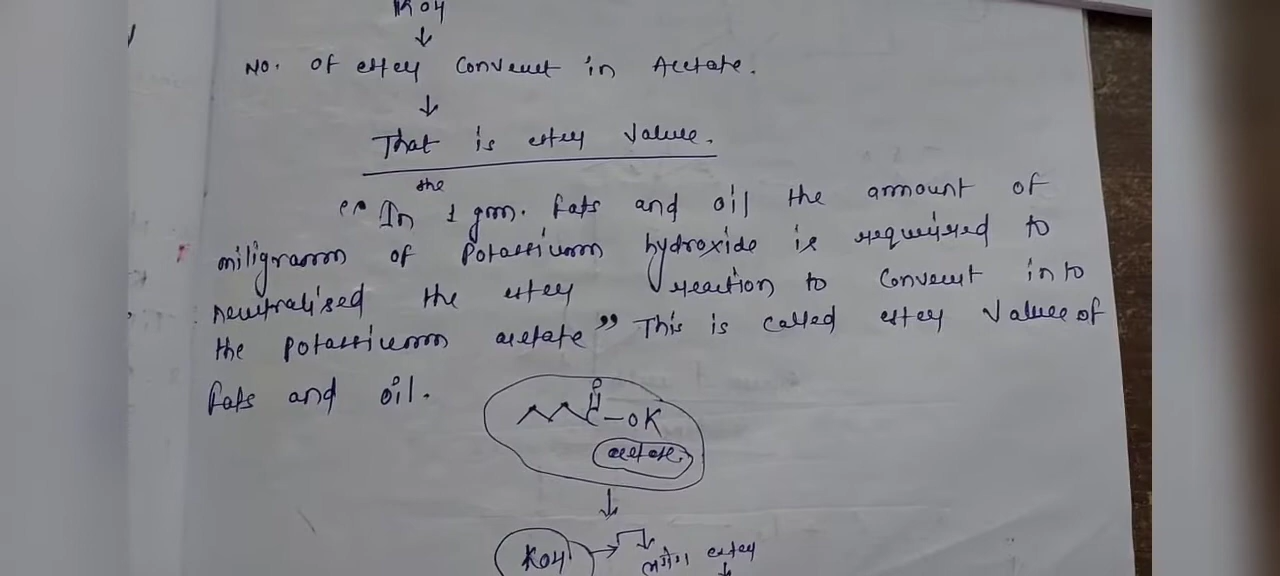 KOH
↓
No. of ester convert in Acetate.
↓
That is ester value.
the
"In 1 gm. fats and oil the amount of
miligramm of Potassium hydroxide is required to
neutralised the ester reaction to convert into
the potassium acetate" This is called ester value of
fats and oil.
O
C-OK
acetate
↓
KOH → ester